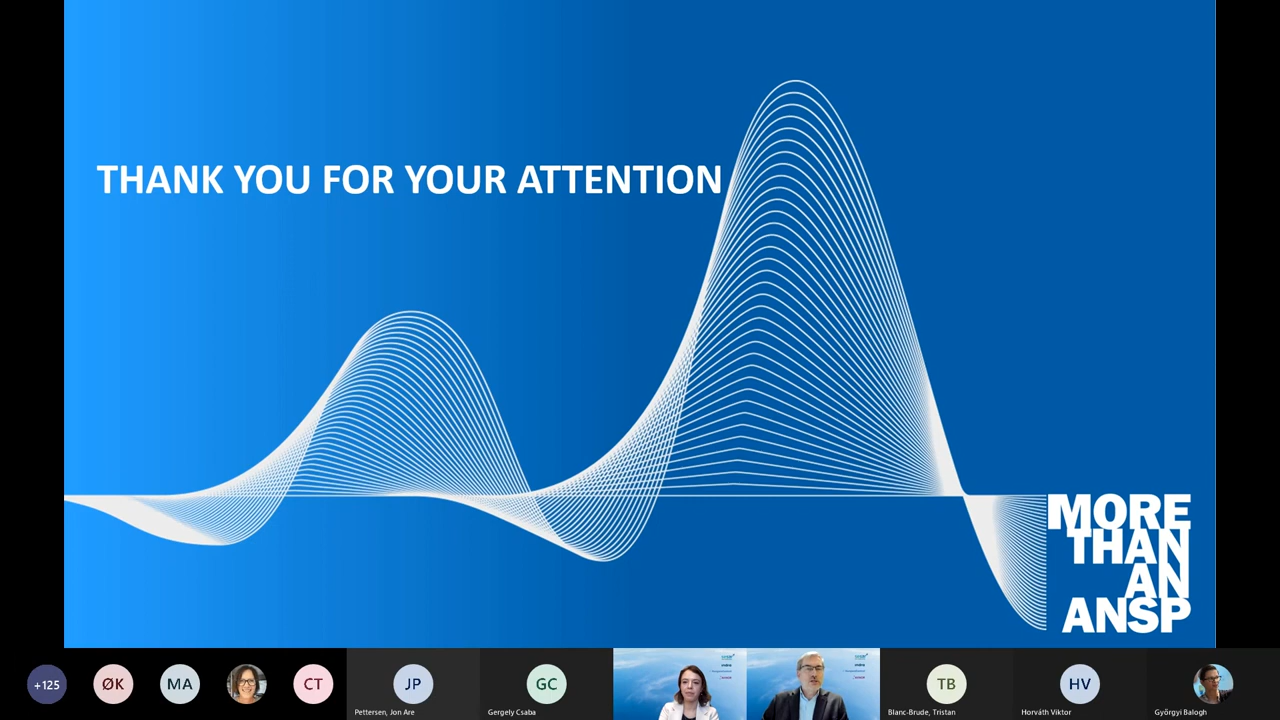 THANK YOU FOR YOUR ATTENTION
MORE
THAN
AN
ANSP
+125
ØK
MA
CT
JP
Pettersen, Jon Are
GC
Gergely Csaba
TB
Blanc-Brude, Tristan
HV
Horváth Viktor
Györgyi Balogh